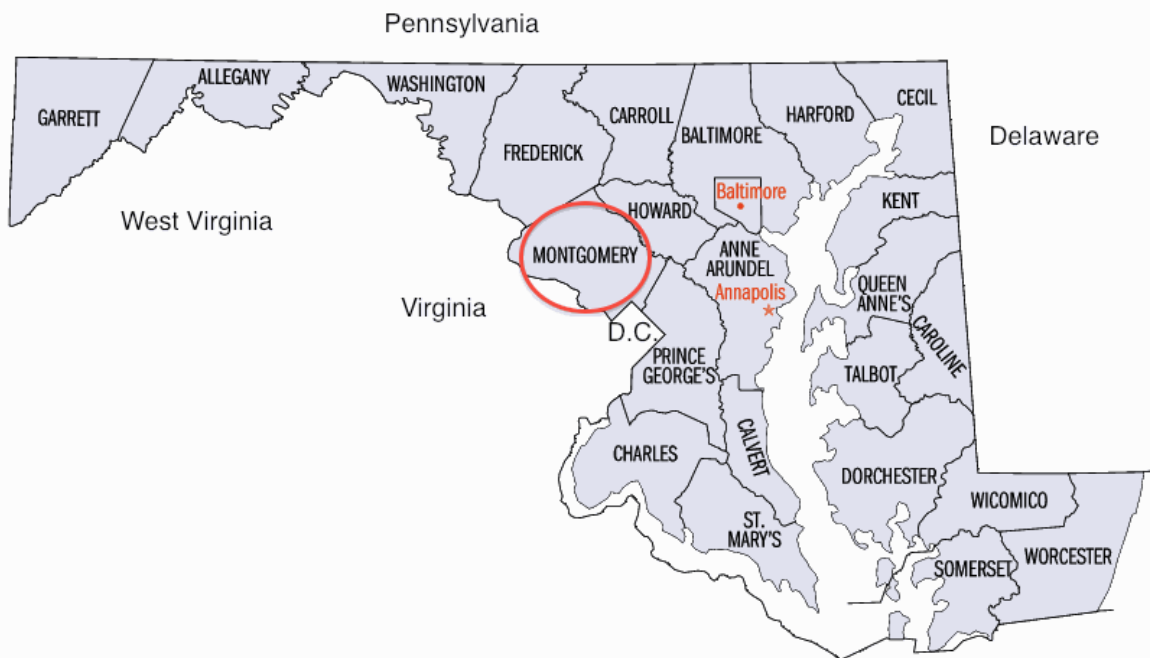 Pennsylvania
GARRETT
ALLEGANY
WASHINGTON
FREDERICK
CARROLL
BALTIMORE
HARFORD
CECIL
Delaware
West Virginia
Baltimore
HOWARD
KENT
MONTGOMERY
ANNE
ARUNDEL
Annapolis
QUEEN
ANNE'S
Virginia
D.C.
PRINCE
GEORGE'S
TALBOT
CAROLINE
CHARLES
CALVERT
DORCHESTER
ST.
MARY'S
WICOMICO
SOMERSET
WORCESTER